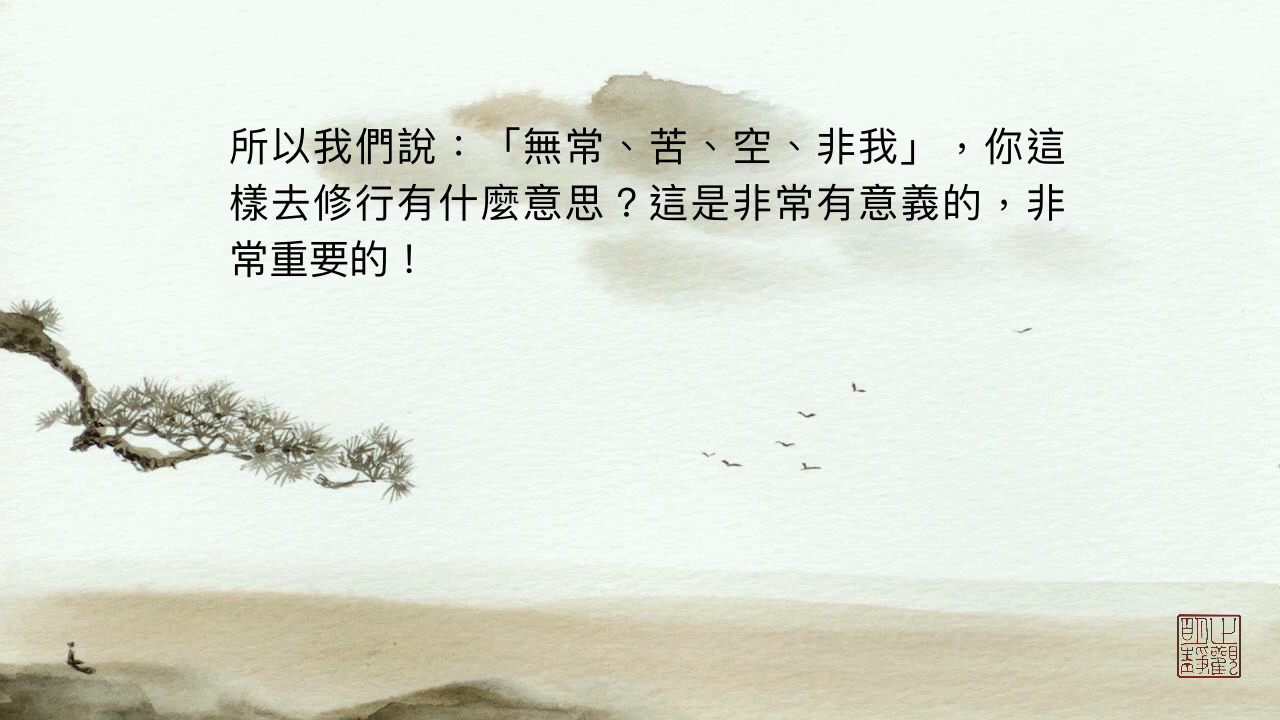 所以我們說：「無常、苦、空、非我」，你這
樣去修行有什麼意思？這是非常有意義的，非
常重要的！